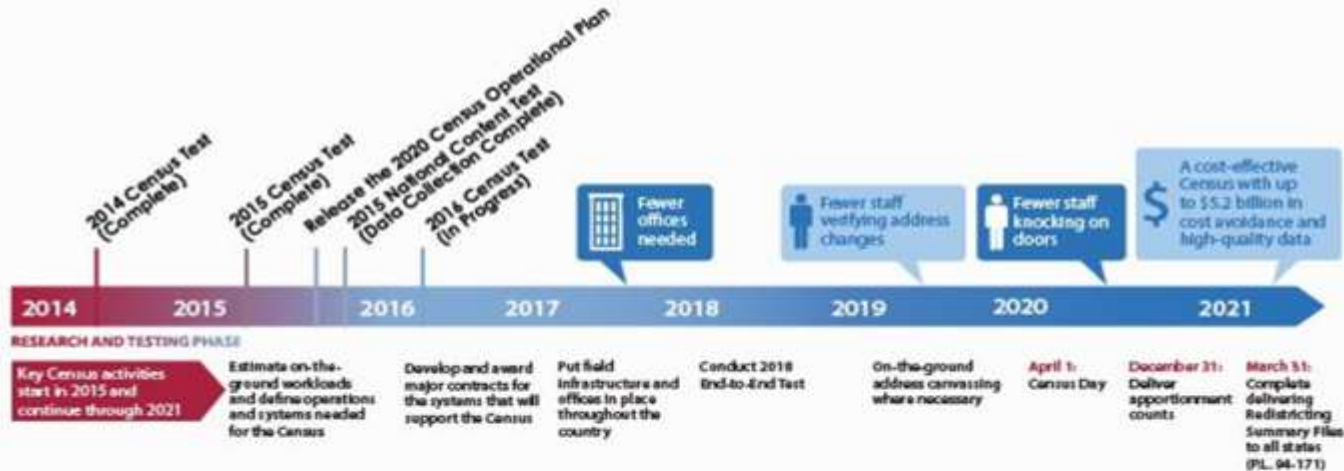 2014 Census Test
(Complete)
2015 Census Test
(Complete)
Release the 2020 Census Operational Plan
2015 National Content Test
(Data Collection Complete)
2016 Census Test
(In Progress)
Fewer
offices
needed
Fewer staff
verifying address
changes
Fewer staff
knocking on
doors
$
A cost-effective
Census with up
to $5.2 billion in
cost avoidance and
high-quality data
2014
2015
2016
2017
2018
2019
2020
2021
RESEARCH AND TESTING PHASE
Key Census activities
start in 2015 and
continue through 2021
Estimate on-the-
ground workloads
and define operations
and systems needed
for the Census
Develop and award
major contracts for
the systems that will
support the Census
Put field
infrastructure and
offices in place
throughout the
country
Conduct 2018
End-to-End Test
On-the-ground
address canvassing
where necessary
April 1:
Census Day
December 31:
Deliver
apportionment
counts
March 31:
Complete
delivering
Redistricting
Summary Files
to all states
(P.L. 94-171)